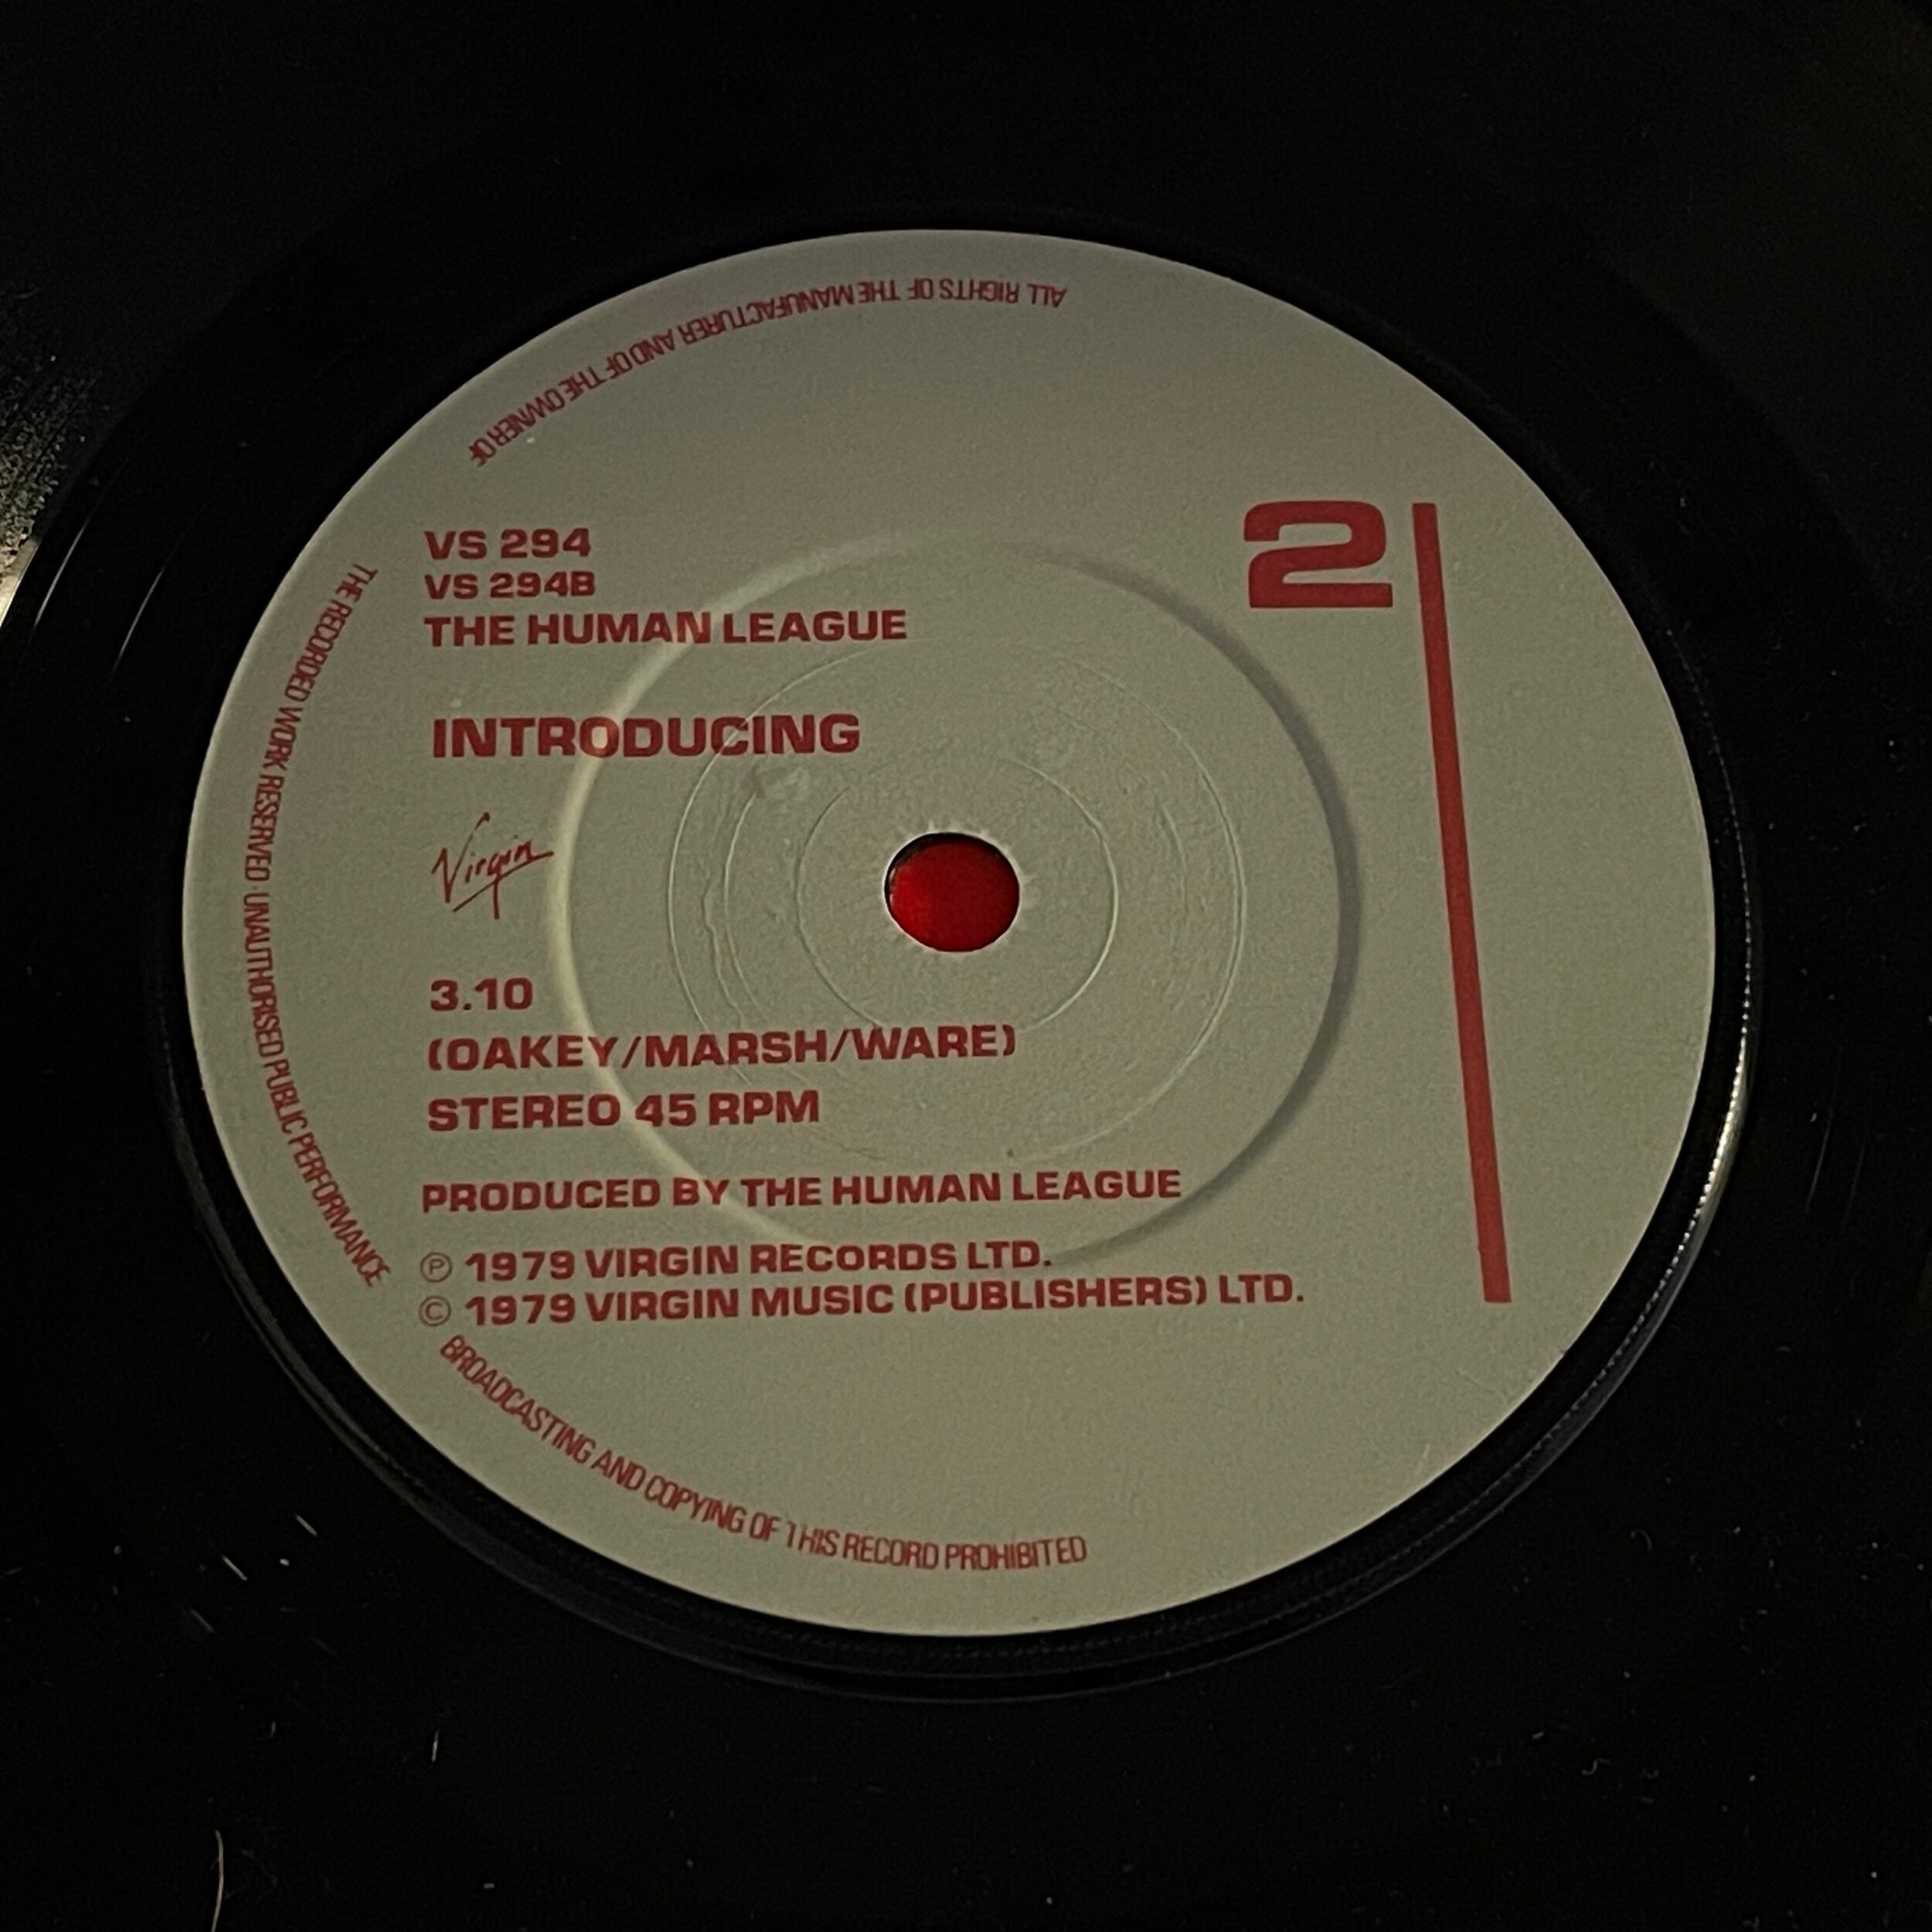 ALL RIGHTS OF THE MANUFACTURER AND OF THE OWNER OF
THE RECORDED WORK RESERVED · UNAUTHORISED PUBLIC PERFORMANCE
BROADCASTING AND COPYING OF THIS RECORD PROHIBITED
2
VS 294
VS 294B
THE HUMAN LEAGUE
INTRODUCING
Virgin
3.10
(OAKEY/MARSH/WARE)
STEREO 45 RPM
PRODUCED BY THE HUMAN LEAGUE
℗ 1979 VIRGIN RECORDS LTD.
© 1979 VIRGIN MUSIC (PUBLISHERS) LTD.